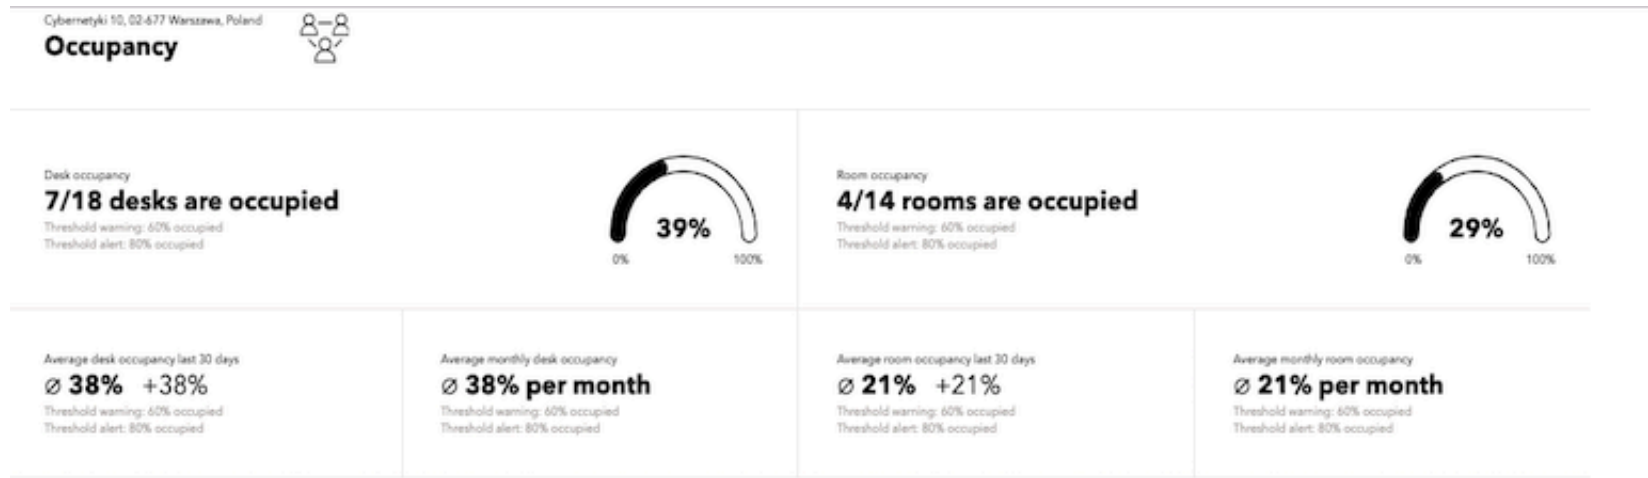 Cybernetyki 10, 02-677 Warszawa, Poland
Occupancy
Desk occupancy
7/18 desks are occupied
Threshold warning: 60% occupied
Threshold alert: 80% occupied
39%
0%
100%
Room occupancy
4/14 rooms are occupied
Threshold warning: 60% occupied
Threshold alert: 80% occupied
29%
0%
100%
Average desk occupancy last 30 days
⌀ 38% +38%
Threshold warning: 60% occupied
Threshold alert: 80% occupied
Average monthly desk occupancy
⌀ 38% per month
Threshold warning: 60% occupied
Threshold alert: 80% occupied
Average room occupancy last 30 days
⌀ 21% +21%
Threshold warning: 60% occupied
Threshold alert: 80% occupied
Average monthly room occupancy
⌀ 21% per month
Threshold warning: 60% occupied
Threshold alert: 80% occupied